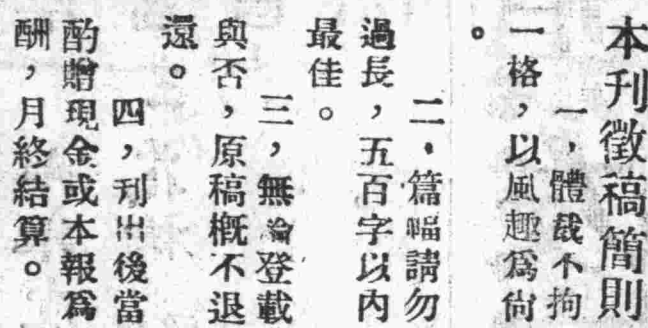 本刊徵稿簡則
一，體裁不拘
一格，以風趣爲尙
。
二，篇幅請勿
過長，五百字以內
最佳。
三，無論登載
與否，原稿概不退
還。
四，刊出後當
酌贈現金或本報爲
酬，月終結算。